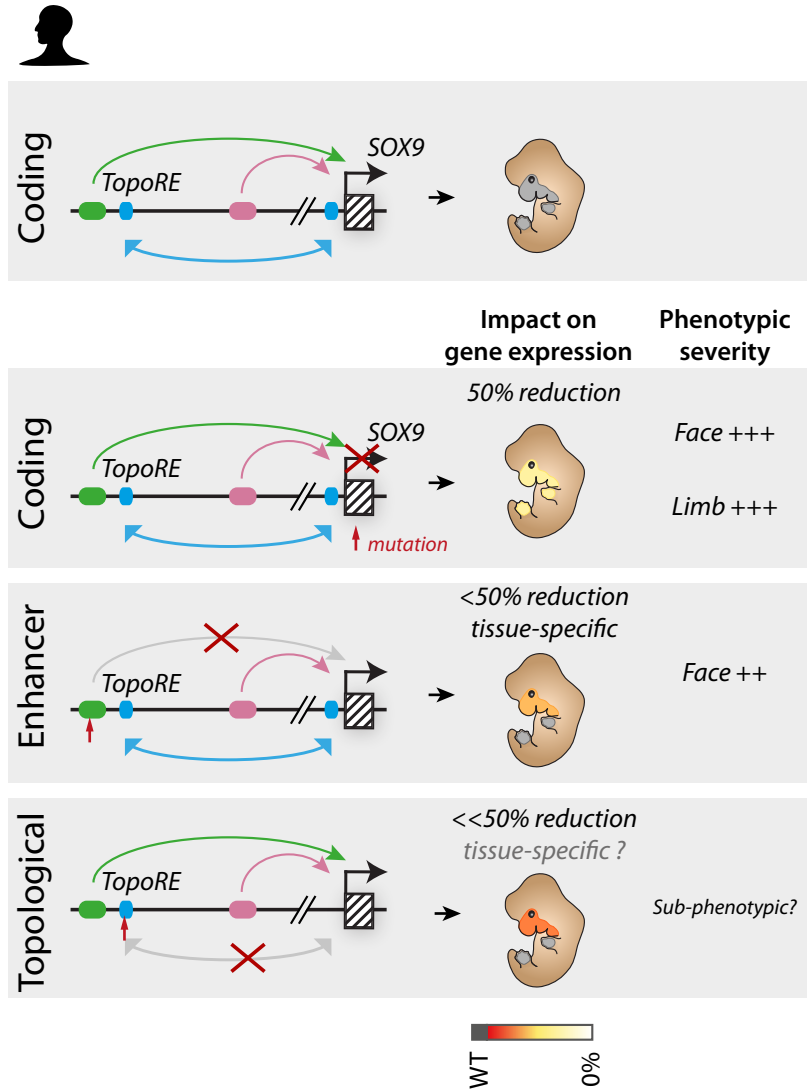 Coding
TopoRE
SOX9
Impact on
gene expression
Phenotypic
severity
Coding
TopoRE
SOX9
mutation
50% reduction
Face +++
Limb +++
Enhancer
TopoRE
<50% reduction
tissue-specific
Face ++
Topological
TopoRE
<<50% reduction
tissue-specific ?
Sub-phenotypic?
WT
0%